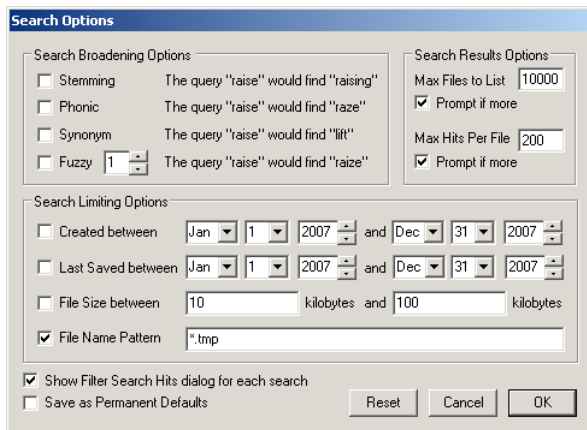 Search Options
Search Broadening Options
Stemming The query "raise" would find "raising"
Phonic The query "raise" would find "raze"
Synonym The query "raise" would find "lift"
Fuzzy 1 The query "raise" would find "raize"
Search Results Options
Max Files to List 10000
Prompt if more
Max Hits Per File 200
Prompt if more
Search Limiting Options
Created between Jan 1 2007 and Dec 31 2007
Last Saved between Jan 1 2007 and Dec 31 2007
File Size between 10 kilobytes and 100 kilobytes
File Name Pattern *.tmp
Show Filter Search Hits dialog for each search
Save as Permanent Defaults
Reset Cancel OK